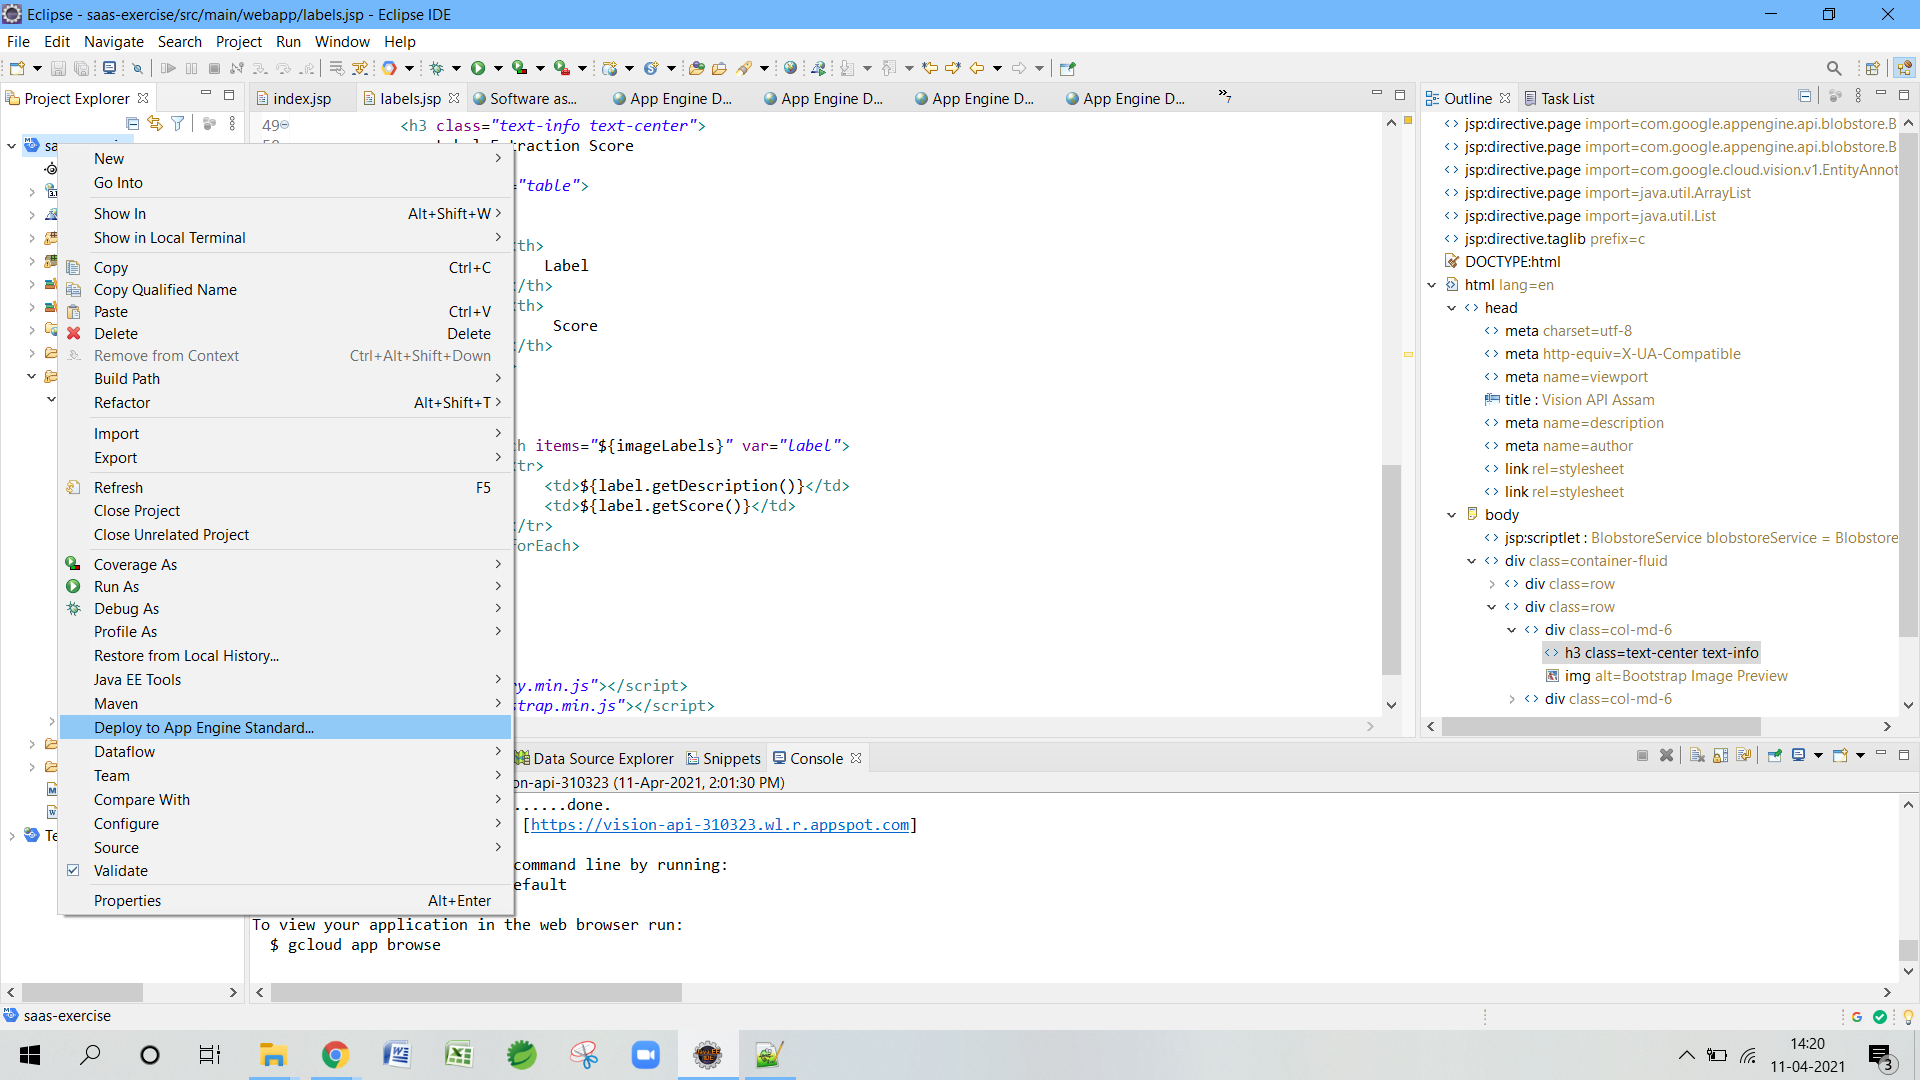 Eclipse - saas-exercise/src/main/webapp/labels.jsp - Eclipse IDE
File Edit Navigate Search Project Run Window Help
Project Explorer
index.jsp
labels.jsp
Software as...
App Engine D...
App Engine D...
App Engine D...
App Engine D...
»7
Outline
Task List
New
Go Into
Show In Alt+Shift+W
Show in Local Terminal
Copy Ctrl+C
Copy Qualified Name
Paste Ctrl+V
Delete Delete
Remove from Context Ctrl+Alt+Shift+Down
Build Path
Refactor Alt+Shift+T
Import
Export
Refresh F5
Close Project
Close Unrelated Project
Coverage As
Run As
Debug As
Profile As
Restore from Local History...
Java EE Tools
Maven
Deploy to App Engine Standard...
Dataflow
Team
Compare With
Configure
Source
Validate
Properties Alt+Enter
49 <h3 class="text-info text-center">
Extraction Score
"table">
th>
Label
/th>
th>
Score
/th>
items="${imageLabels}" var="label">
tr>
<td>${label.getDescription()}</td>
<td>${label.getScore()}</td>
/tr>
orEach>
y.min.js"></script>
strap.min.js"></script>
jsp:directive.page import=com.google.appengine.api.blobstore.B
jsp:directive.page import=com.google.appengine.api.blobstore.B
jsp:directive.page import=com.google.cloud.vision.v1.EntityAnnot
jsp:directive.page import=java.util.ArrayList
jsp:directive.page import=java.util.List
jsp:directive.taglib prefix=c
DOCTYPE:html
html lang=en
head
meta charset=utf-8
meta http-equiv=X-UA-Compatible
meta name=viewport
title : Vision API Assam
meta name=description
meta name=author
link rel=stylesheet
link rel=stylesheet
body
jsp:scriptlet : BlobstoreService blobstoreService = Blobstore
div class=container-fluid
div class=row
div class=row
div class=col-md-6
h3 class=text-center text-info
img alt=Bootstrap Image Preview
div class=col-md-6
Data Source Explorer
Snippets
Console
on-api-310323 (11-Apr-2021, 2:01:30 PM)
......done.
[https://vision-api-310323.wl.r.appspot.com]
command line by running:
efault
To view your application in the web browser run:
$ gcloud app browse
saas-exercise
14:20
11-04-2021
3